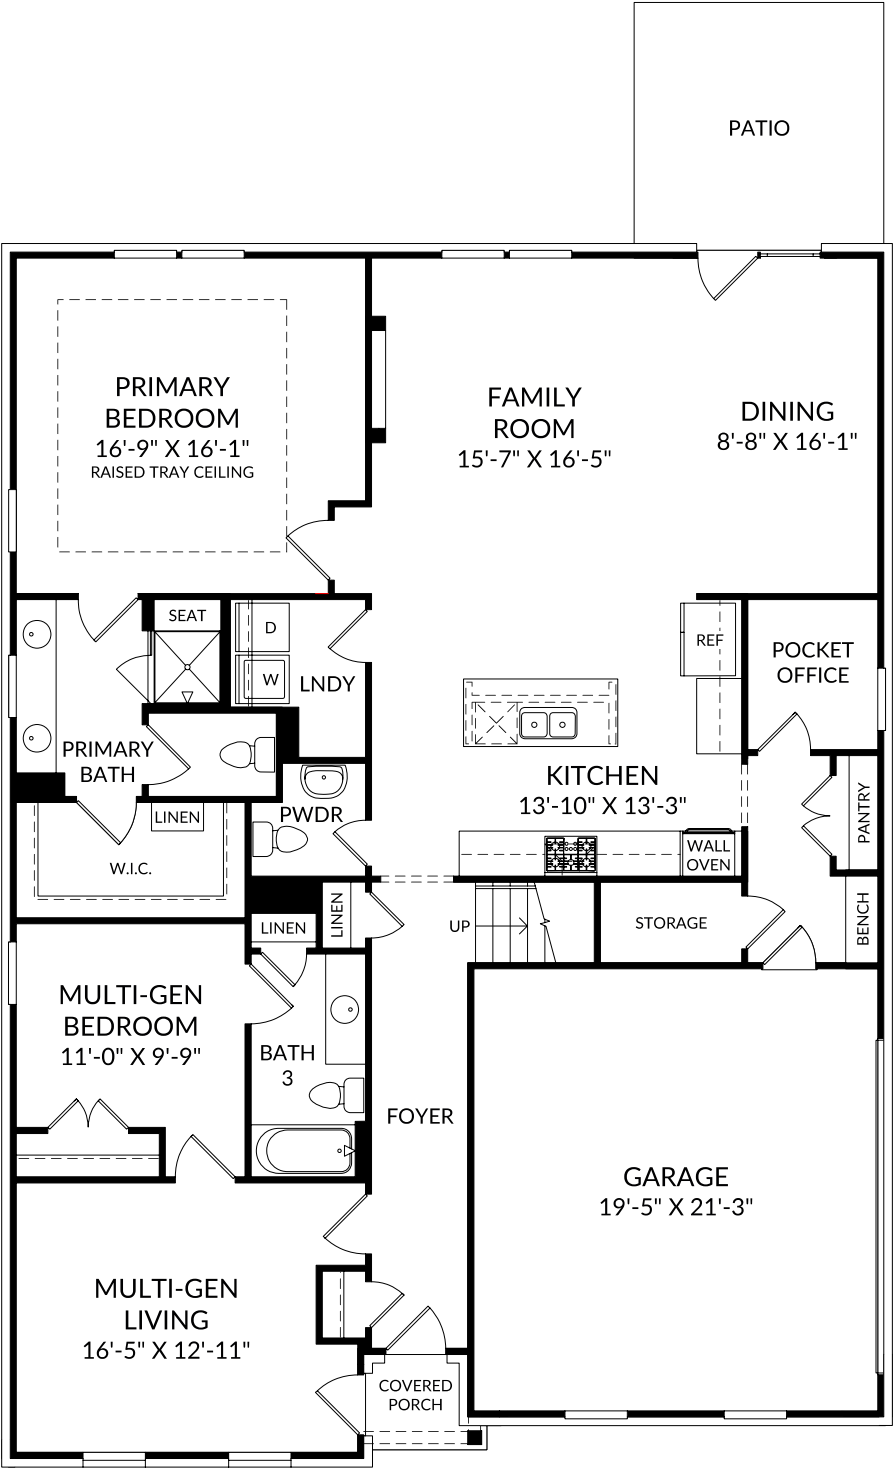 PATIO
PRIMARY
BEDROOM
16'-9" X 16'-1"
RAISED TRAY CEILING
FAMILY
ROOM
15'-7" X 16'-5"
DINING
8'-8" X 16'-1"
SEAT
D
W
LNDY
REF
POCKET
OFFICE
PRIMARY
BATH
KITCHEN
13'-10" X 13'-3"
PWDR
LINEN
W.I.C.
WALL
OVEN
PANTRY
LINEN
LINEN
UP
STORAGE
BENCH
MULTI-GEN
BEDROOM
11'-0" X 9'-9"
BATH
3
FOYER
GARAGE
19'-5" X 21'-3"
MULTI-GEN
LIVING
16'-5" X 12'-11"
COVERED
PORCH